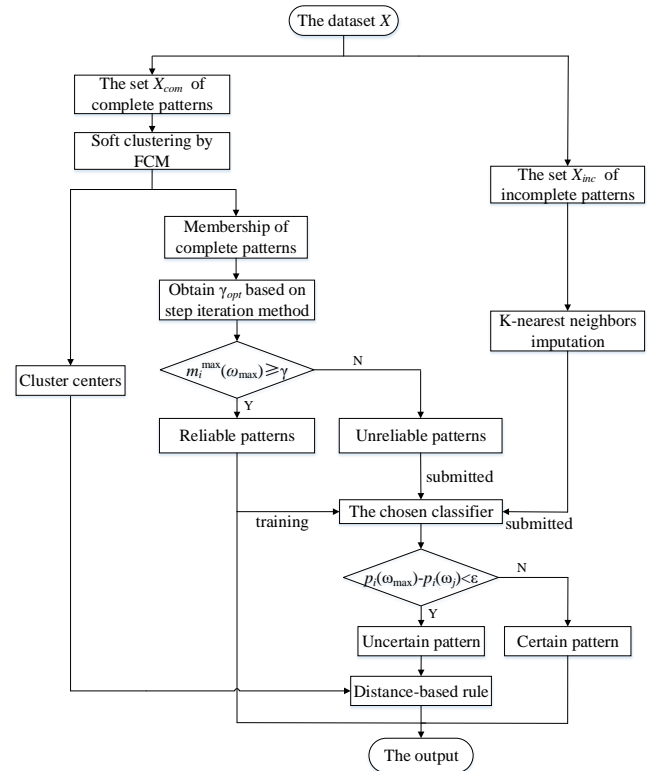 The dataset X
The set X_com of
complete patterns
Soft clustering by
FCM
The set X_inc of
incomplete patterns
Membership of
complete patterns
Obtain γ_opt based on
step iteration method
K-nearest neighbors
imputation
m_i^max(ω_max)≥γ
N
Y
Cluster centers
Reliable patterns
Unreliable patterns
submitted
The chosen classifier
training
submitted
p_i(ω_max)-p_i(ω_j)<ε
N
Y
Uncertain pattern
Certain pattern
Distance-based rule
The output